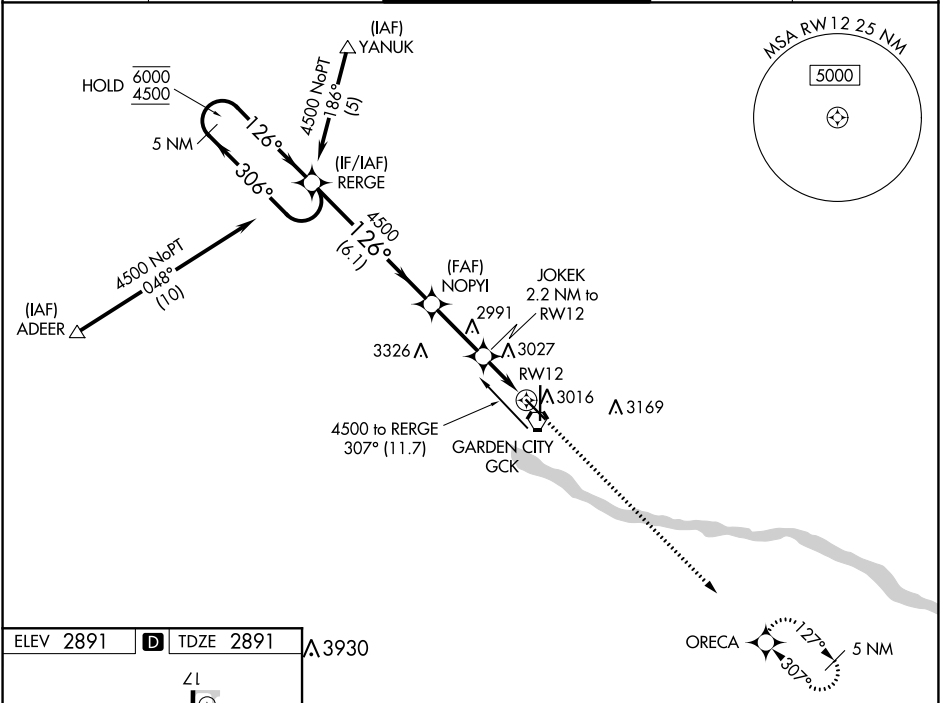 (IAF)
YANUK
4500 NoPT
186°
(5)
MSA RW12 25 NM
5000
HOLD 6000
4500
5 NM
126°
306°
(IF/IAF)
RERGE
4500
126°
(6.1)
4500 NoPT
048°
(10)
(IAF)
ADEER
(FAF)
NOPYI
JOKEK
2.2 NM to
RW12
2991
3326
3027
RW12
3016
3169
4500 to RERGE
307° (11.7)
GARDEN CITY
GCK
ELEV 2891 D TDZE 2891
3930
17
ORECA
127°
307°
5 NM